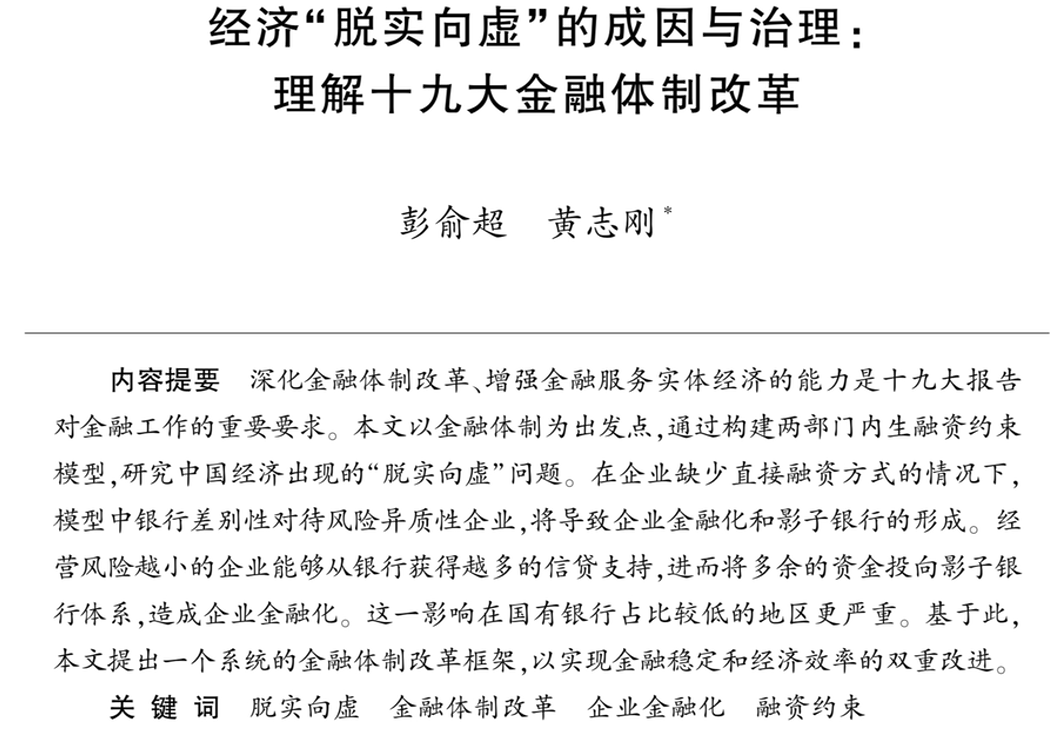 经济“脱实向虚”的成因与治理：
理解十九大金融体制改革
彭俞超　黄志刚*
内容提要　深化金融体制改革、增强金融服务实体经济的能力是十九大报告
对金融工作的重要要求。本文以金融体制为出发点,通过构建两部门内生融资约束
模型,研究中国经济出现的“脱实向虚”问题。在企业缺少直接融资方式的情况下,
模型中银行差别性对待风险异质性企业,将导致企业金融化和影子银行的形成。经
营风险越小的企业能够从银行获得越多的信贷支持,进而将多余的资金投向影子银
行体系,造成企业金融化。这一影响在国有银行占比较低的地区更严重。基于此,
本文提出一个系统的金融体制改革框架,以实现金融稳定和经济效率的双重改进。
关 键 词　脱实向虚　金融体制改革　企业金融化　融资约束